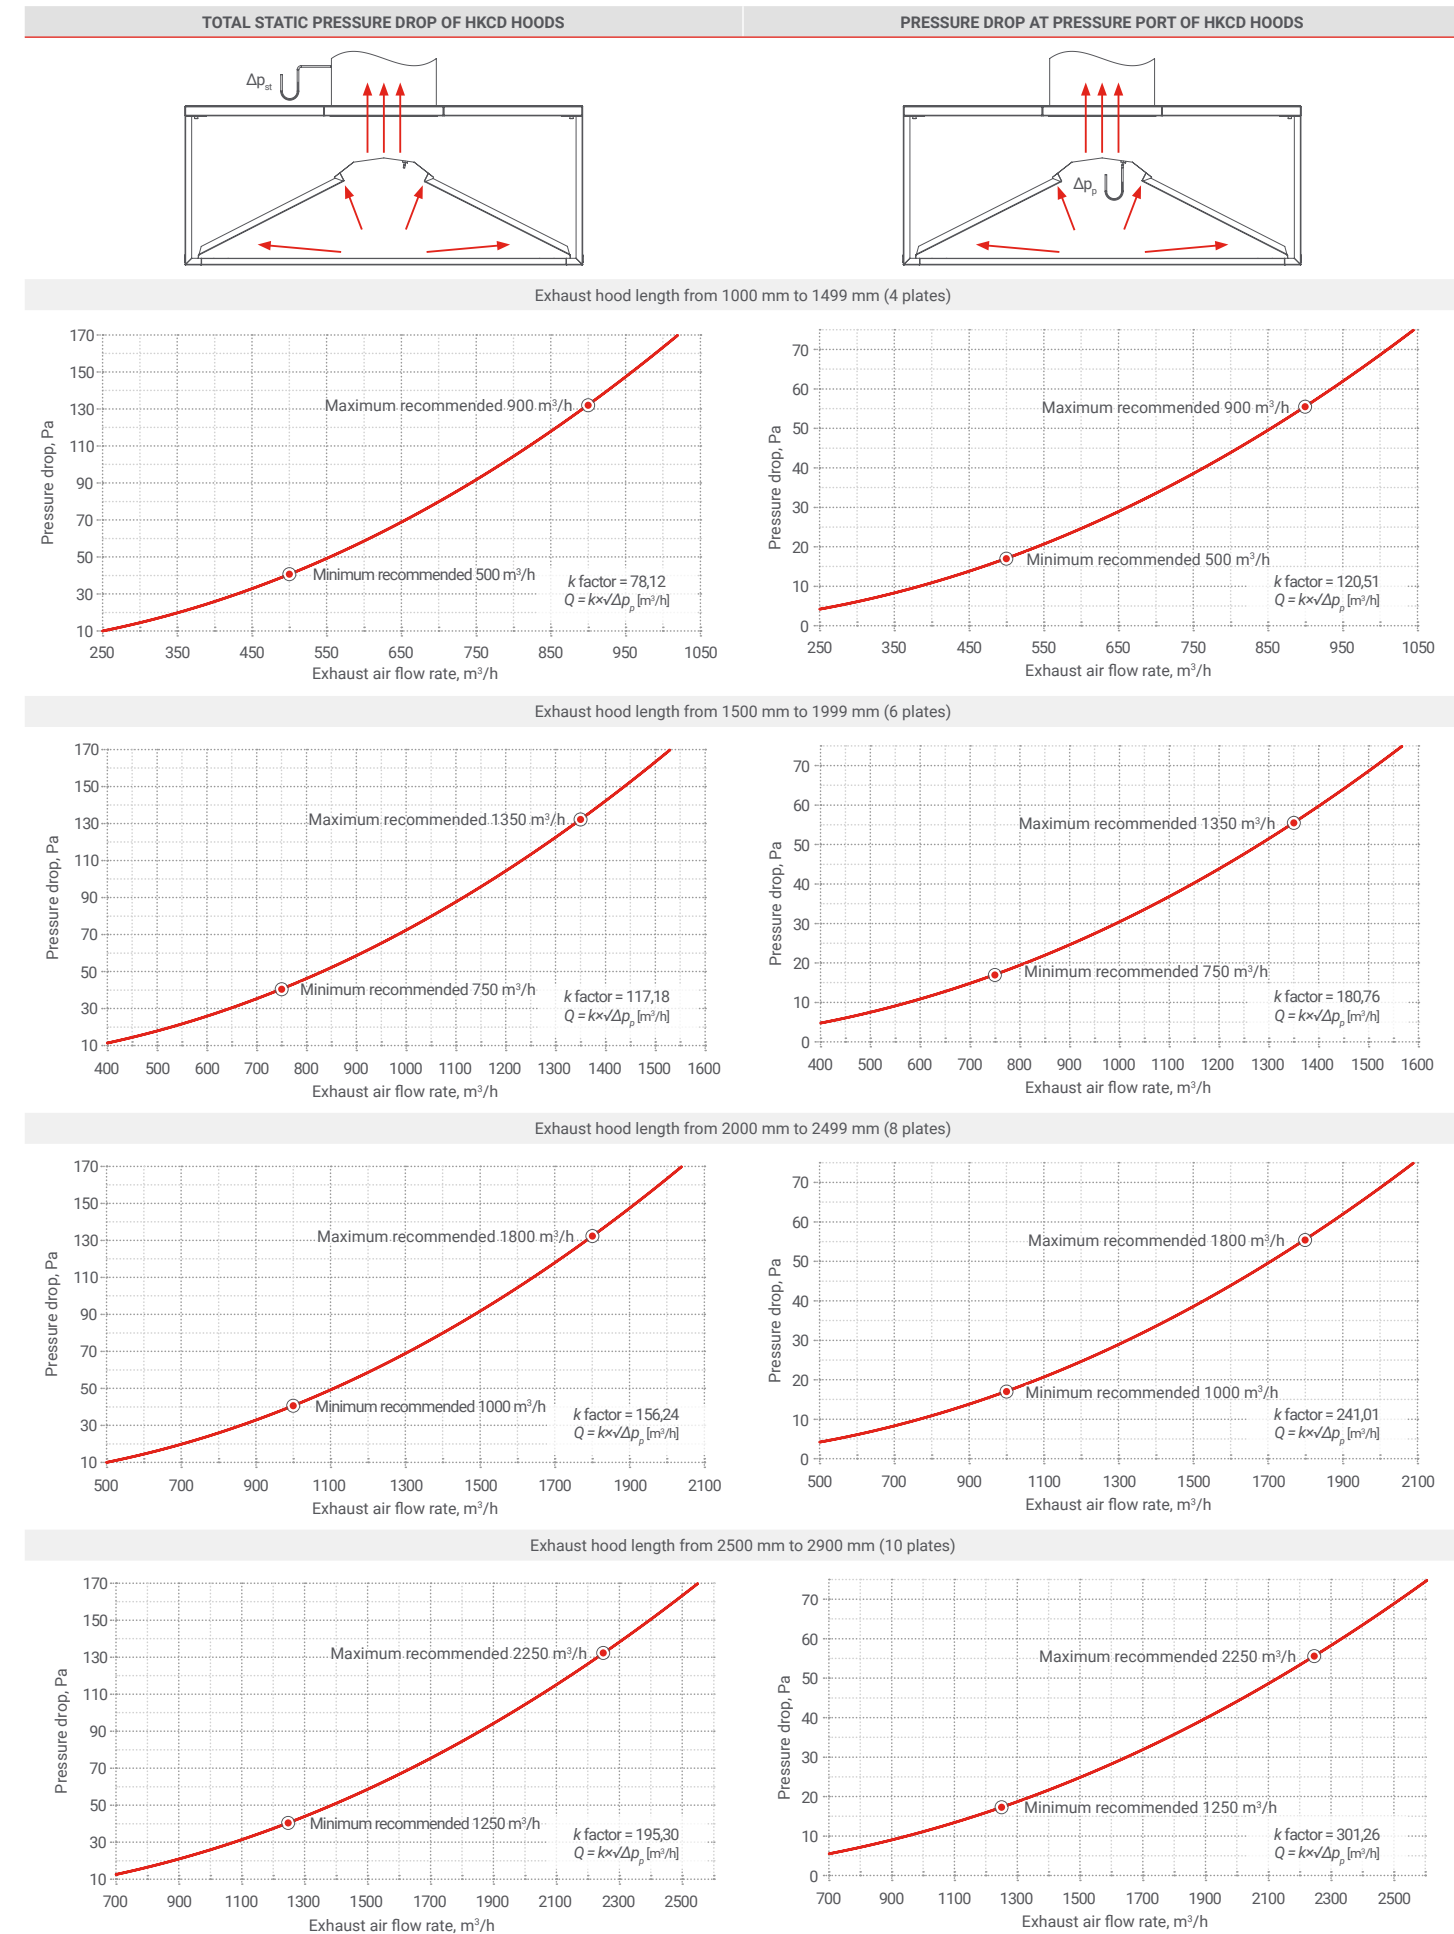 TOTAL STATIC PRESSURE DROP OF HKCD HOODS
PRESSURE DROP AT PRESSURE PORT OF HKCD HOODS
Δpst
Δpp
Exhaust hood length from 1000 mm to 1499 mm (4 plates)
170
150
130
110
90
70
50
30
10
Pressure drop, Pa
Maximum recommended 900 m³/h
Minimum recommended 500 m³/h
k factor = 78,12
Q = k×√Δpp [m³/h]
250 350 450 550 650 750 850 950 1050
Exhaust air flow rate, m³/h
70
60
50
40
30
20
10
0
Pressure drop, Pa
Maximum recommended 900 m³/h
Minimum recommended 500 m³/h
k factor = 120,51
Q = k×√Δpp [m³/h]
250 350 450 550 650 750 850 950 1050
Exhaust air flow rate, m³/h
Exhaust hood length from 1500 mm to 1999 mm (6 plates)
170
150
130
110
90
70
50
30
10
Pressure drop, Pa
Maximum recommended 1350 m³/h
Minimum recommended 750 m³/h
k factor = 117,18
Q = k×√Δpp [m³/h]
400 500 600 700 800 900 1000 1100 1200 1300 1400 1500 1600
Exhaust air flow rate, m³/h
70
60
50
40
30
20
10
0
Pressure drop, Pa
Maximum recommended 1350 m³/h
Minimum recommended 750 m³/h
k factor = 180,76
Q = k×√Δpp [m³/h]
400 500 600 700 800 900 1000 1100 1200 1300 1400 1500 1600
Exhaust air flow rate, m³/h
Exhaust hood length from 2000 mm to 2499 mm (8 plates)
170
150
130
110
90
70
50
30
10
Pressure drop, Pa
Maximum recommended 1800 m³/h
Minimum recommended 1000 m³/h
k factor = 156,24
Q = k×√Δpp [m³/h]
500 700 900 1100 1300 1500 1700 1900 2100
Exhaust air flow rate, m³/h
70
60
50
40
30
20
10
0
Pressure drop, Pa
Maximum recommended 1800 m³/h
Minimum recommended 1000 m³/h
k factor = 241,01
Q = k×√Δpp [m³/h]
500 700 900 1100 1300 1500 1700 1900 2100
Exhaust air flow rate, m³/h
Exhaust hood length from 2500 mm to 2900 mm (10 plates)
170
150
130
110
90
70
50
30
10
Pressure drop, Pa
Maximum recommended 2250 m³/h
Minimum recommended 1250 m³/h
k factor = 195,30
Q = k×√Δpp [m³/h]
700 900 1100 1300 1500 1700 1900 2100 2300 2500
Exhaust air flow rate, m³/h
70
60
50
40
30
20
10
0
Pressure drop, Pa
Maximum recommended 2250 m³/h
Minimum recommended 1250 m³/h
k factor = 301,26
Q = k×√Δpp [m³/h]
700 900 1100 1300 1500 1700 1900 2100 2300 2500
Exhaust air flow rate, m³/h